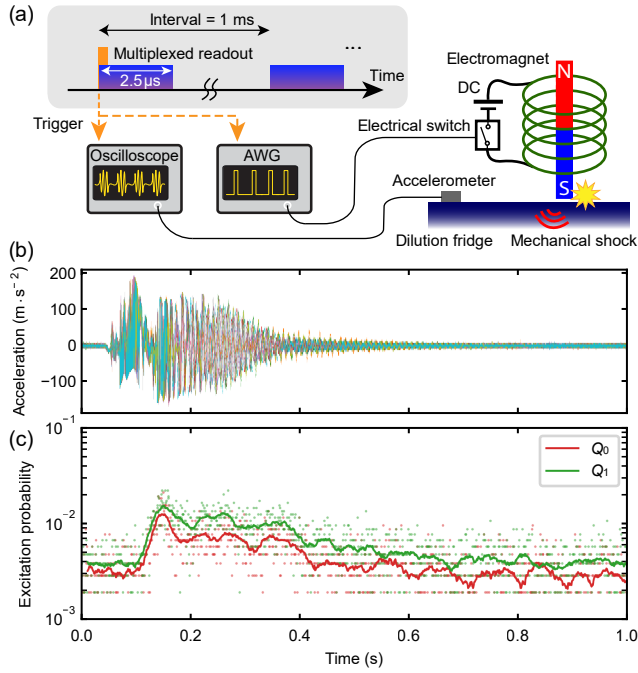 (a)
Interval = 1 ms
...
Multiplexed readout
2.5μs
Time
Trigger
Oscilloscope
AWG
Electromagnet
DC
N
Electrical switch
S
Accelerometer
Dilution fridge
Mechanical shock
(b)
Acceleration (m·s⁻²)
200
100
0
−100
(c)
Excitation probability
10⁻¹
10⁻²
10⁻³
Q₀
Q₁
0.0 0.2 0.4 0.6 0.8 1.0
Time (s)